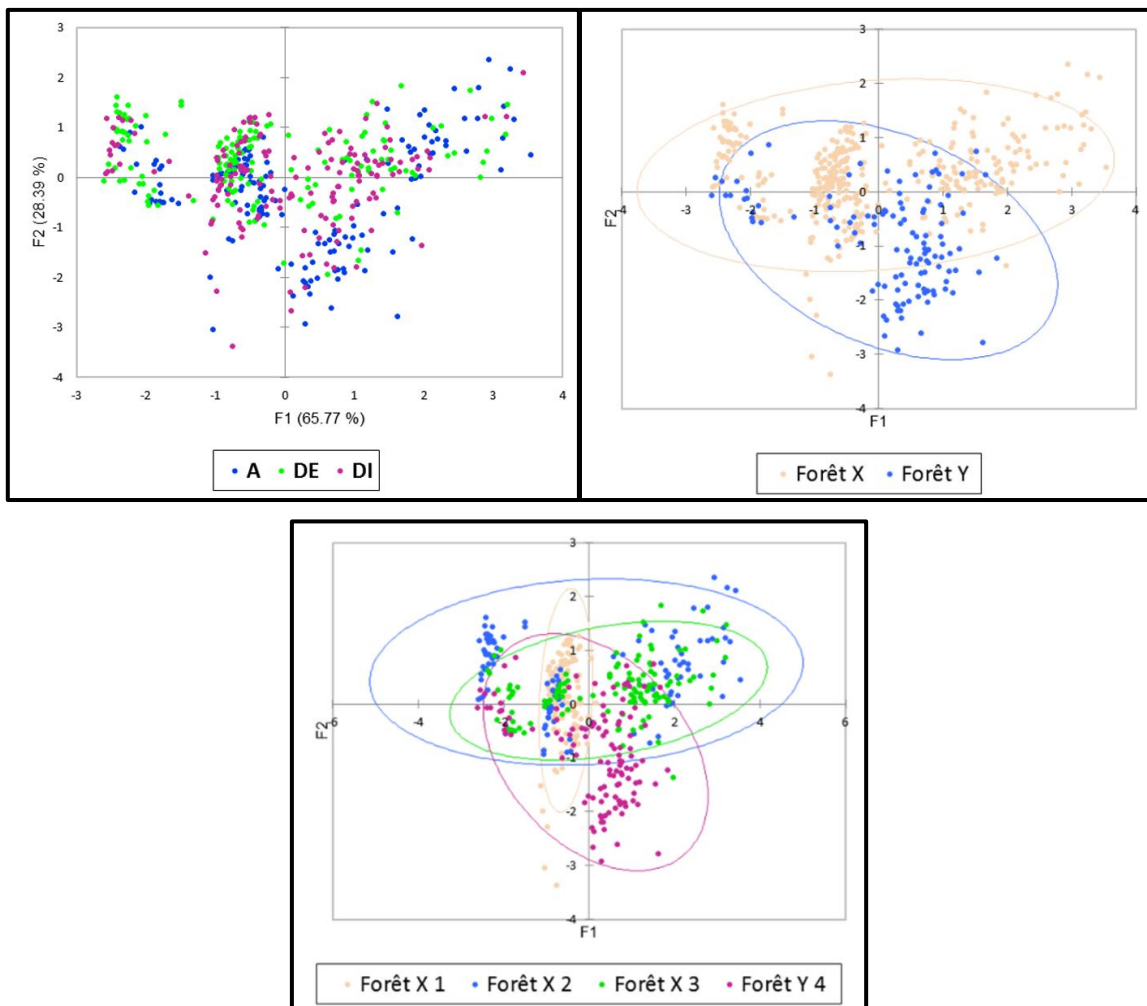 3
2
1
0
-1
-2
-3
-4
-3 -2 -1 0 1 2 3 4
F2 (28.39 %)
F1 (65.77 %)
A DE DI
3
2
1
0
-4 -3 -2 -1 0 1 2 3 4
-1
-2
-3
-4
F2
F1
Forêt X Forêt Y
3
2
1
0
-6 -4 -2 0 2 4 6
-1
-2
-3
-4
F2
F1
Forêt X 1 Forêt X 2 Forêt X 3 Forêt Y 4